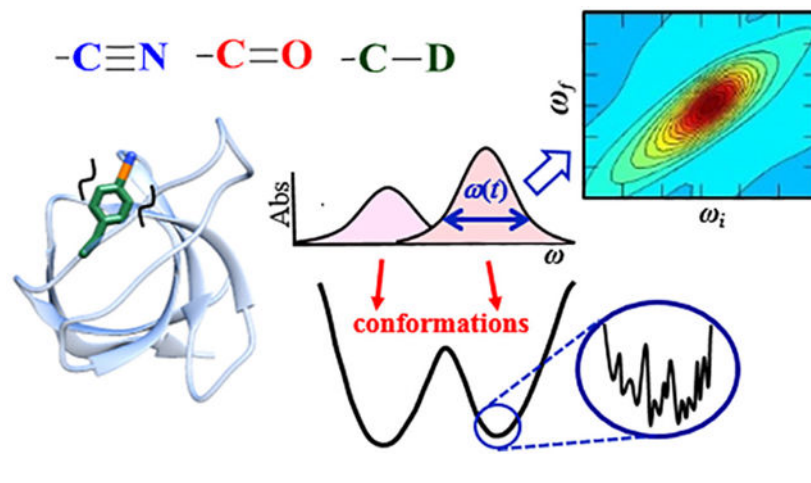 -C≡N -C=O -C-D
ω_f
ω_i
Abs
ω(t)
ω
conformations